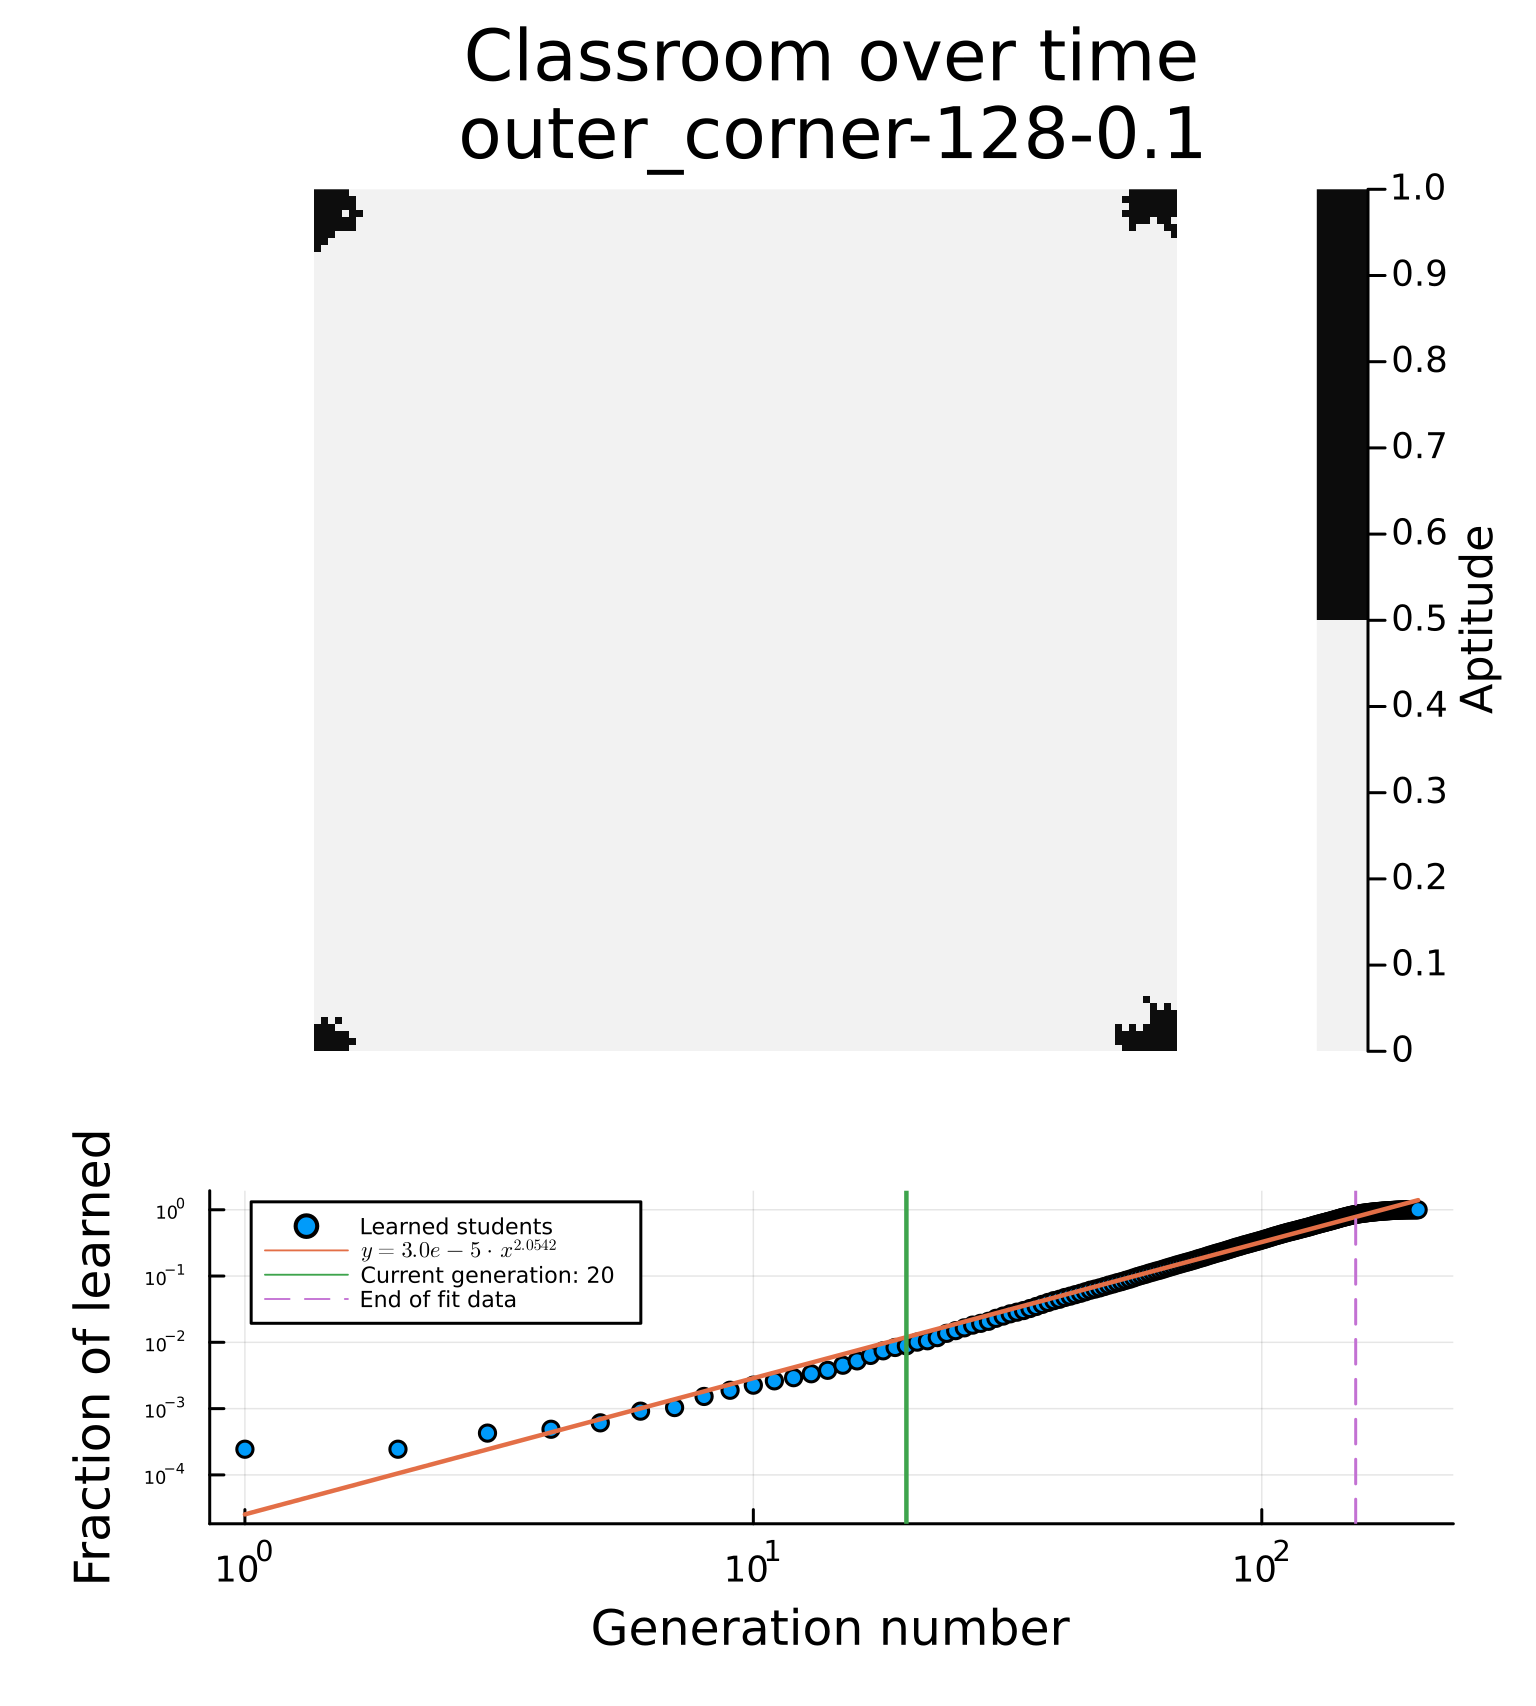 Classroom over time
outer_corner-128-0.1
1.0
0.9
0.8
0.7
0.6
0.5
0.4
0.3
0.2
0.1
0
Aptitude
Fraction of learned
10^0
10^-1
10^-2
10^-3
10^-4
Learned students
y = 3.0e − 5 · x^2.0542
Current generation: 20
End of fit data
10^0
10^1
10^2
Generation number